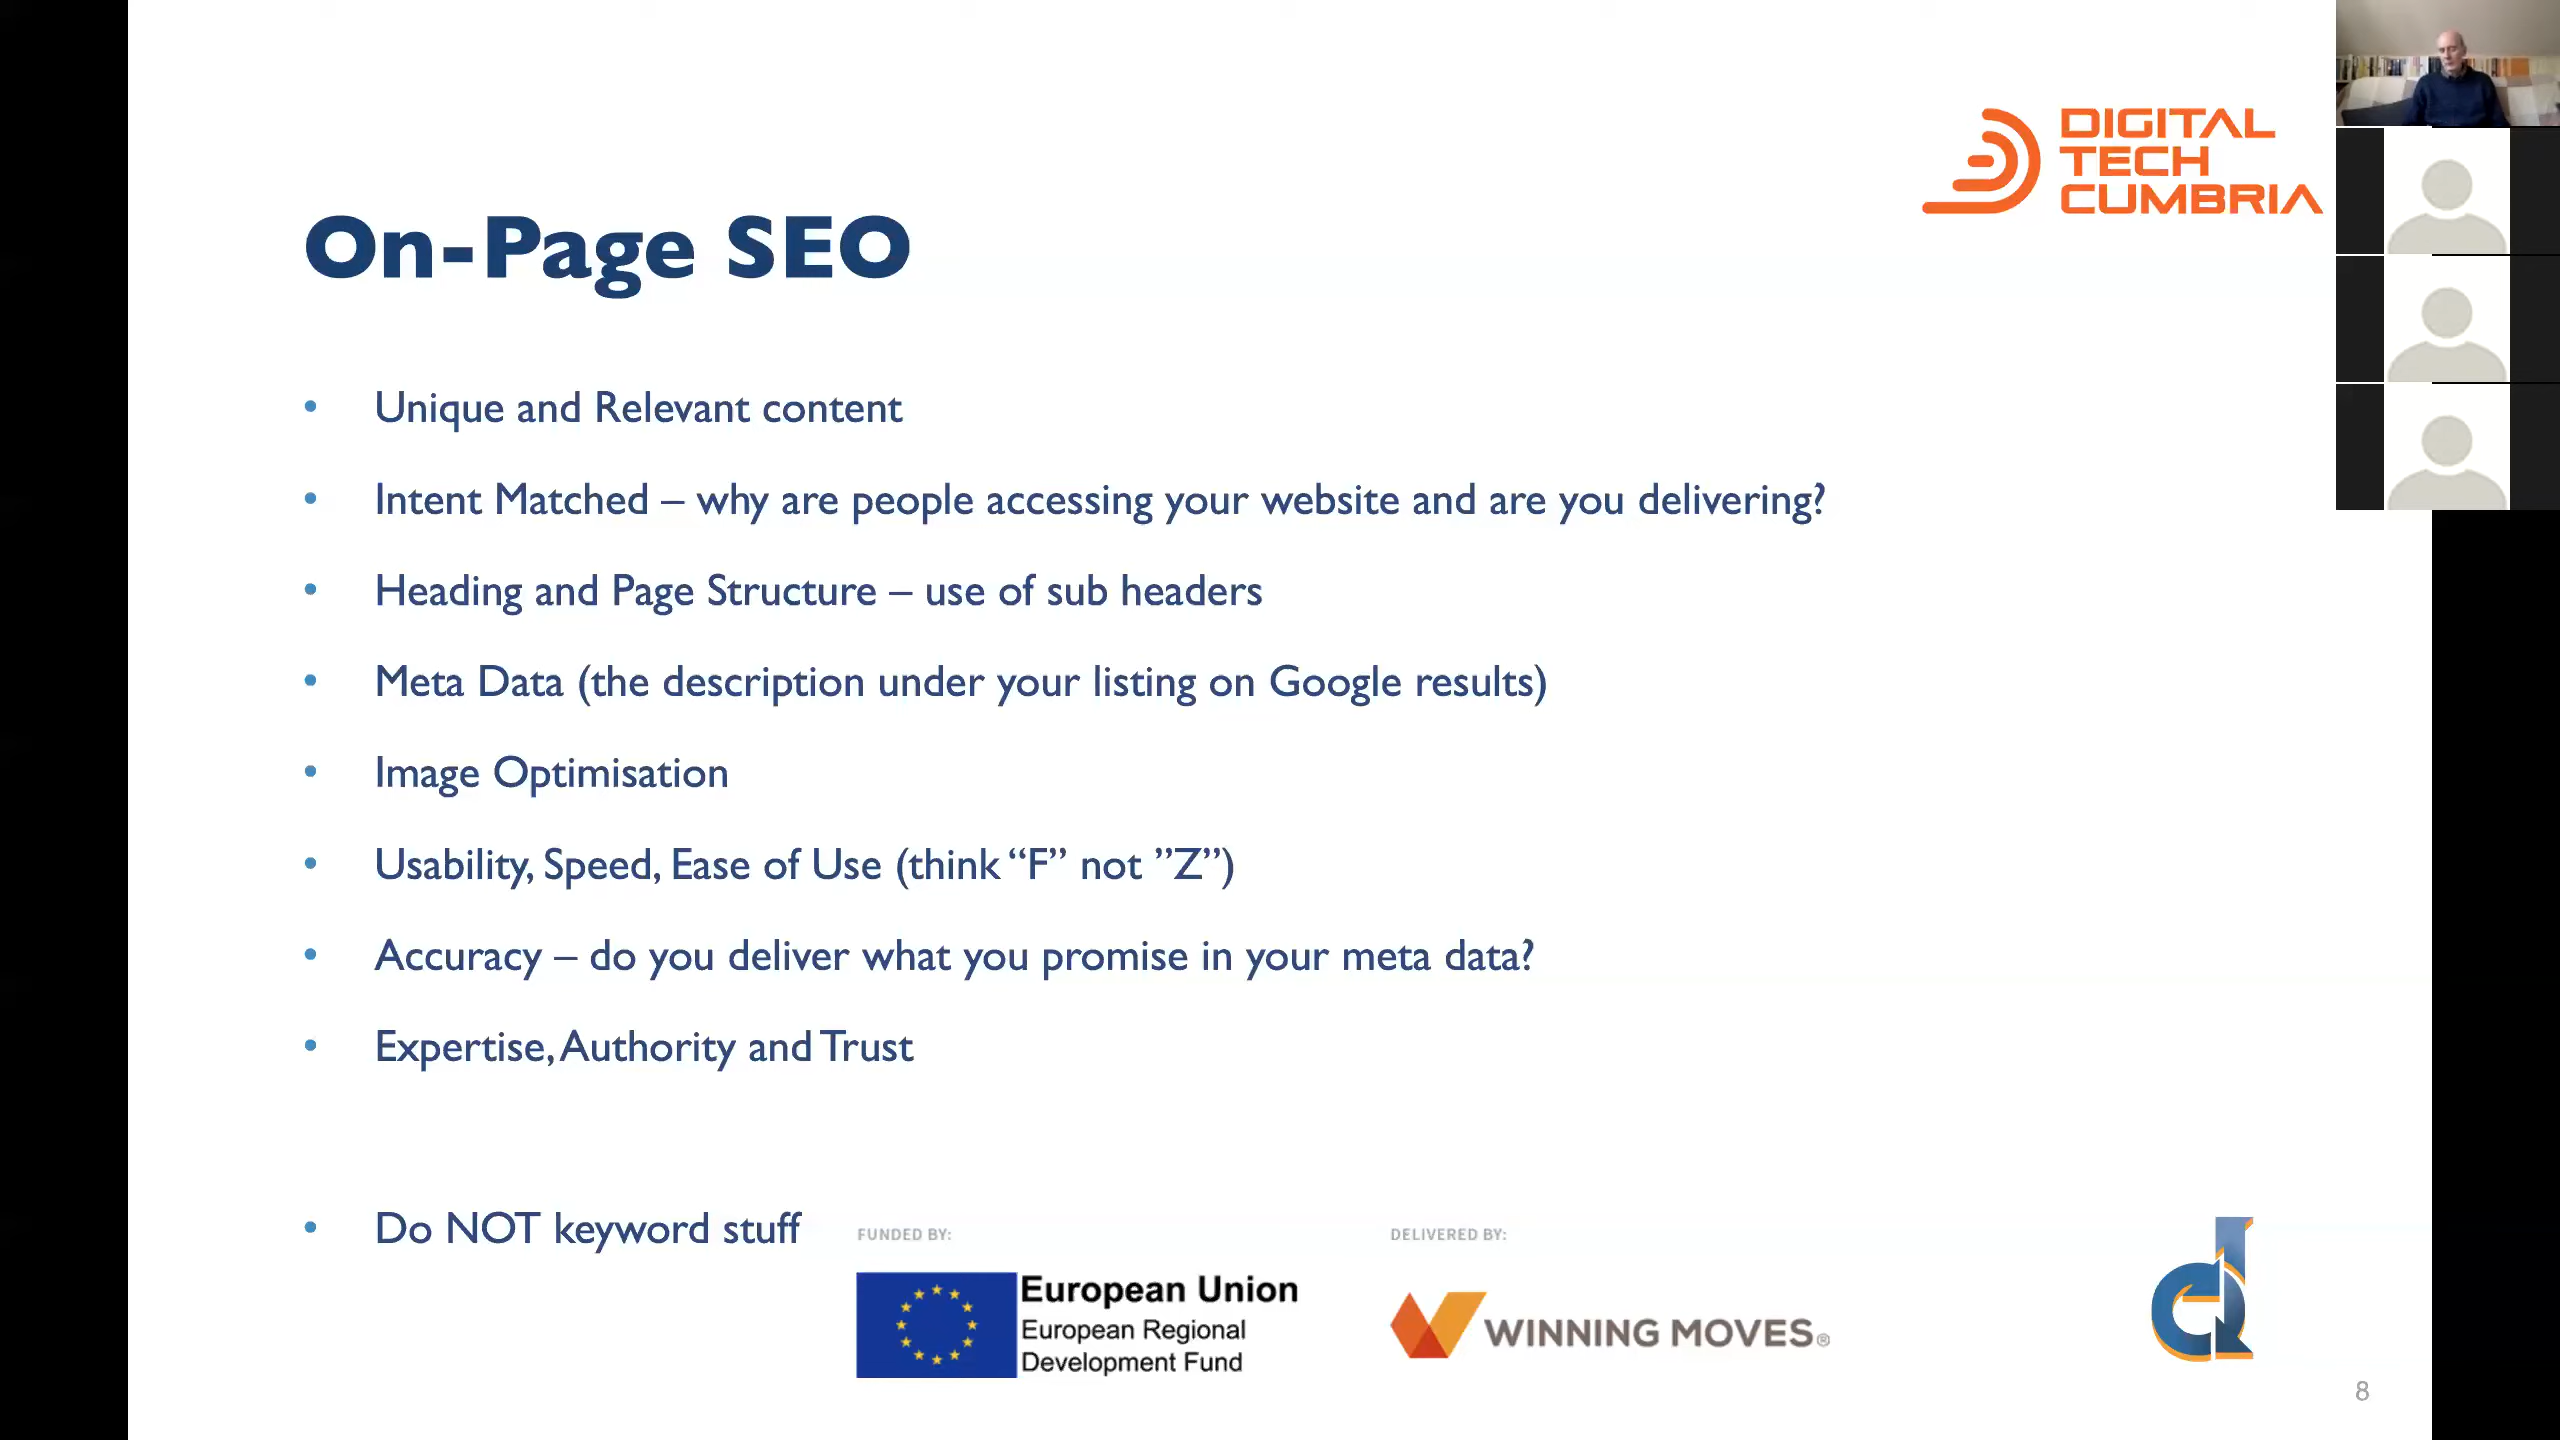 DIGITAL
TECH
CUMBRIA
On-Page SEO
• Unique and Relevant content
• Intent Matched – why are people accessing your website and are you delivering?
• Heading and Page Structure – use of sub headers
• Meta Data (the description under your listing on Google results)
• Image Optimisation
• Usability, Speed, Ease of Use (think “F” not ”Z”)
• Accuracy – do you deliver what you promise in your meta data?
• Expertise, Authority and Trust
• Do NOT keyword stuff
FUNDED BY:
European Union
European Regional
Development Fund
DELIVERED BY:
WINNING MOVES®
8